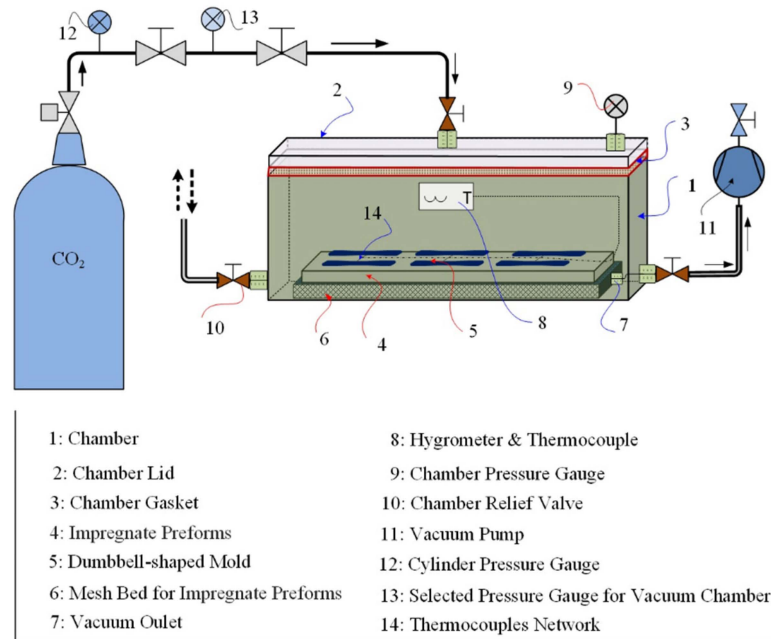 12
13
2
9
3
1
14
T
11
CO₂
10
6
4
5
8
7
1: Chamber
2: Chamber Lid
3: Chamber Gasket
4: Impregnate Preforms
5: Dumbbell-shaped Mold
6: Mesh Bed for Impregnate Preforms
7: Vacuum Oulet
8: Hygrometer & Thermocouple
9: Chamber Pressure Gauge
10: Chamber Relief Valve
11: Vacuum Pump
12: Cylinder Pressure Gauge
13: Selected Pressure Gauge for Vacuum Chamber
14: Thermocouples Network